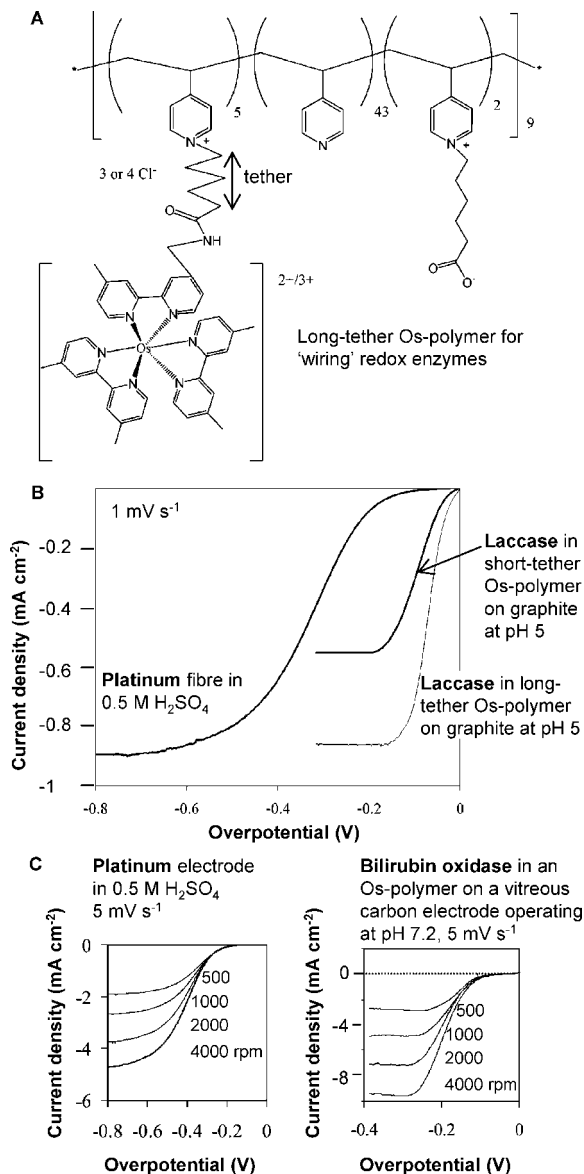 A
5
43
2
9
N
+
N
N
+
3 or 4 Cl-
tether
O
NH
O
O-
2+/3+
N
N
N
Os
N
N
N
Long-tether Os-polymer for
'wiring' redox enzymes
B
1 mV s-1
Current density (mA cm-2)
-0.2
-0.4
-0.6
-0.8
-1
-0.8
-0.6
-0.4
-0.2
0
Overpotential (V)
Laccase in
short-tether
Os-polymer
on graphite
at pH 5
Platinum fibre in
0.5 M H2SO4
Laccase in long-
tether Os-polymer
on graphite at pH 5
C
Platinum electrode
in 0.5 M H2SO4
5 mV s-1
Current density (mA cm-2)
0
-2
-4
-6
500
1000
2000
4000 rpm
-0.8 -0.6 -0.4 -0.2 0
Overpotential (V)
Bilirubin oxidase in an
Os-polymer on a vitreous
carbon electrode operating
at pH 7.2, 5 mV s-1
Current density (mA cm-2)
0
-4
-8
500
1000
2000
4000 rpm
-0.4 -0.2 0
Overpotential (V)